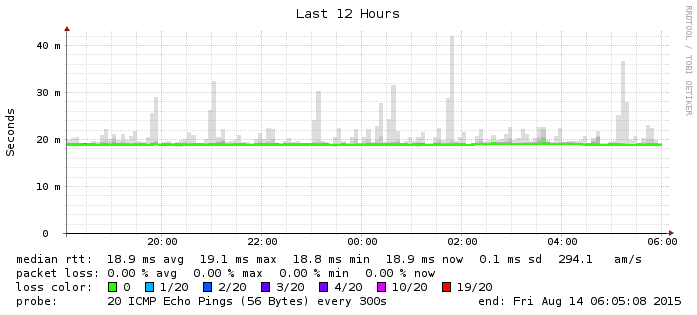 Last 12 Hours
RRDTOOL / TOBI OETIKER
Seconds
40 m
30 m
20 m
10 m
0
20:00 22:00 00:00 02:00 04:00 06:00
median rtt: 18.9 ms avg 19.1 ms max 18.8 ms min 18.9 ms now 0.1 ms sd 294.1 am/s
packet loss: 0.00 % avg 0.00 % max 0.00 % min 0.00 % now
loss color: 0 1/20 2/20 3/20 4/20 10/20 19/20
probe: 20 ICMP Echo Pings (56 Bytes) every 300s end: Fri Aug 14 06:05:08 2015